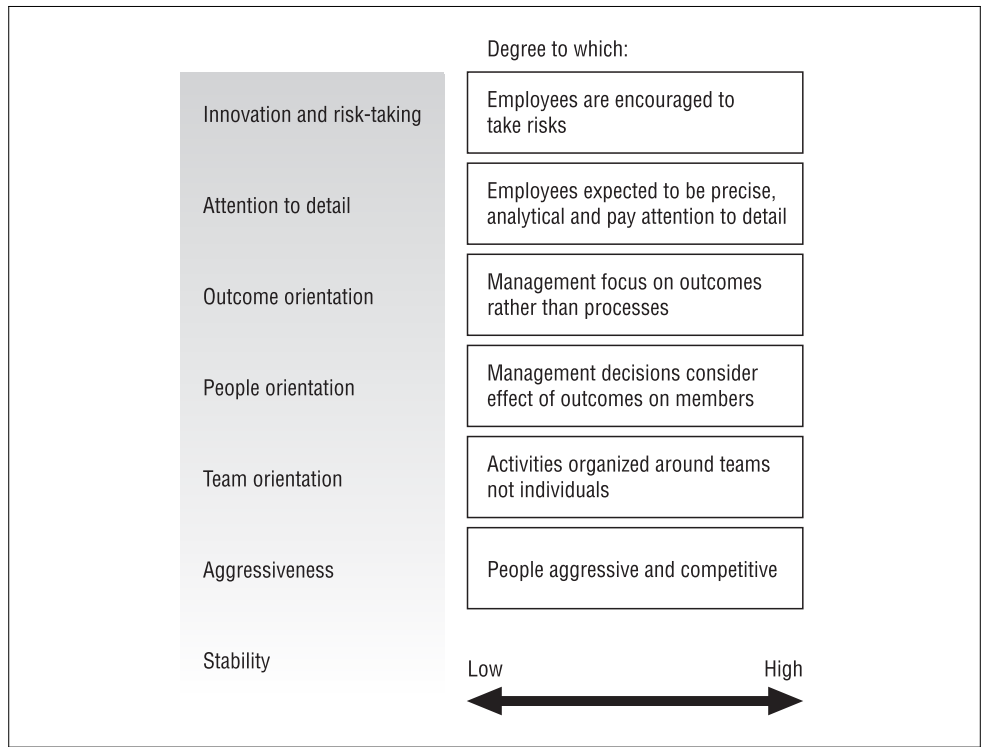 Degree to which:
Innovation and risk-taking
Employees are encouraged to
take risks
Attention to detail
Employees expected to be precise,
analytical and pay attention to detail
Outcome orientation
Management focus on outcomes
rather than processes
People orientation
Management decisions consider
effect of outcomes on members
Team orientation
Activities organized around teams
not individuals
Aggressiveness
People aggressive and competitive
Stability
Low High